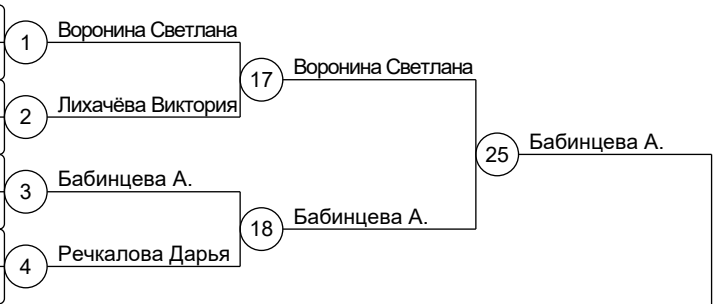 Воронина Светлана
1
Воронина Светлана
17
Лихачёва Виктория
2
Бабинцева А.
25
Бабинцева А.
3
Бабинцева А.
18
Речкалова Дарья
4